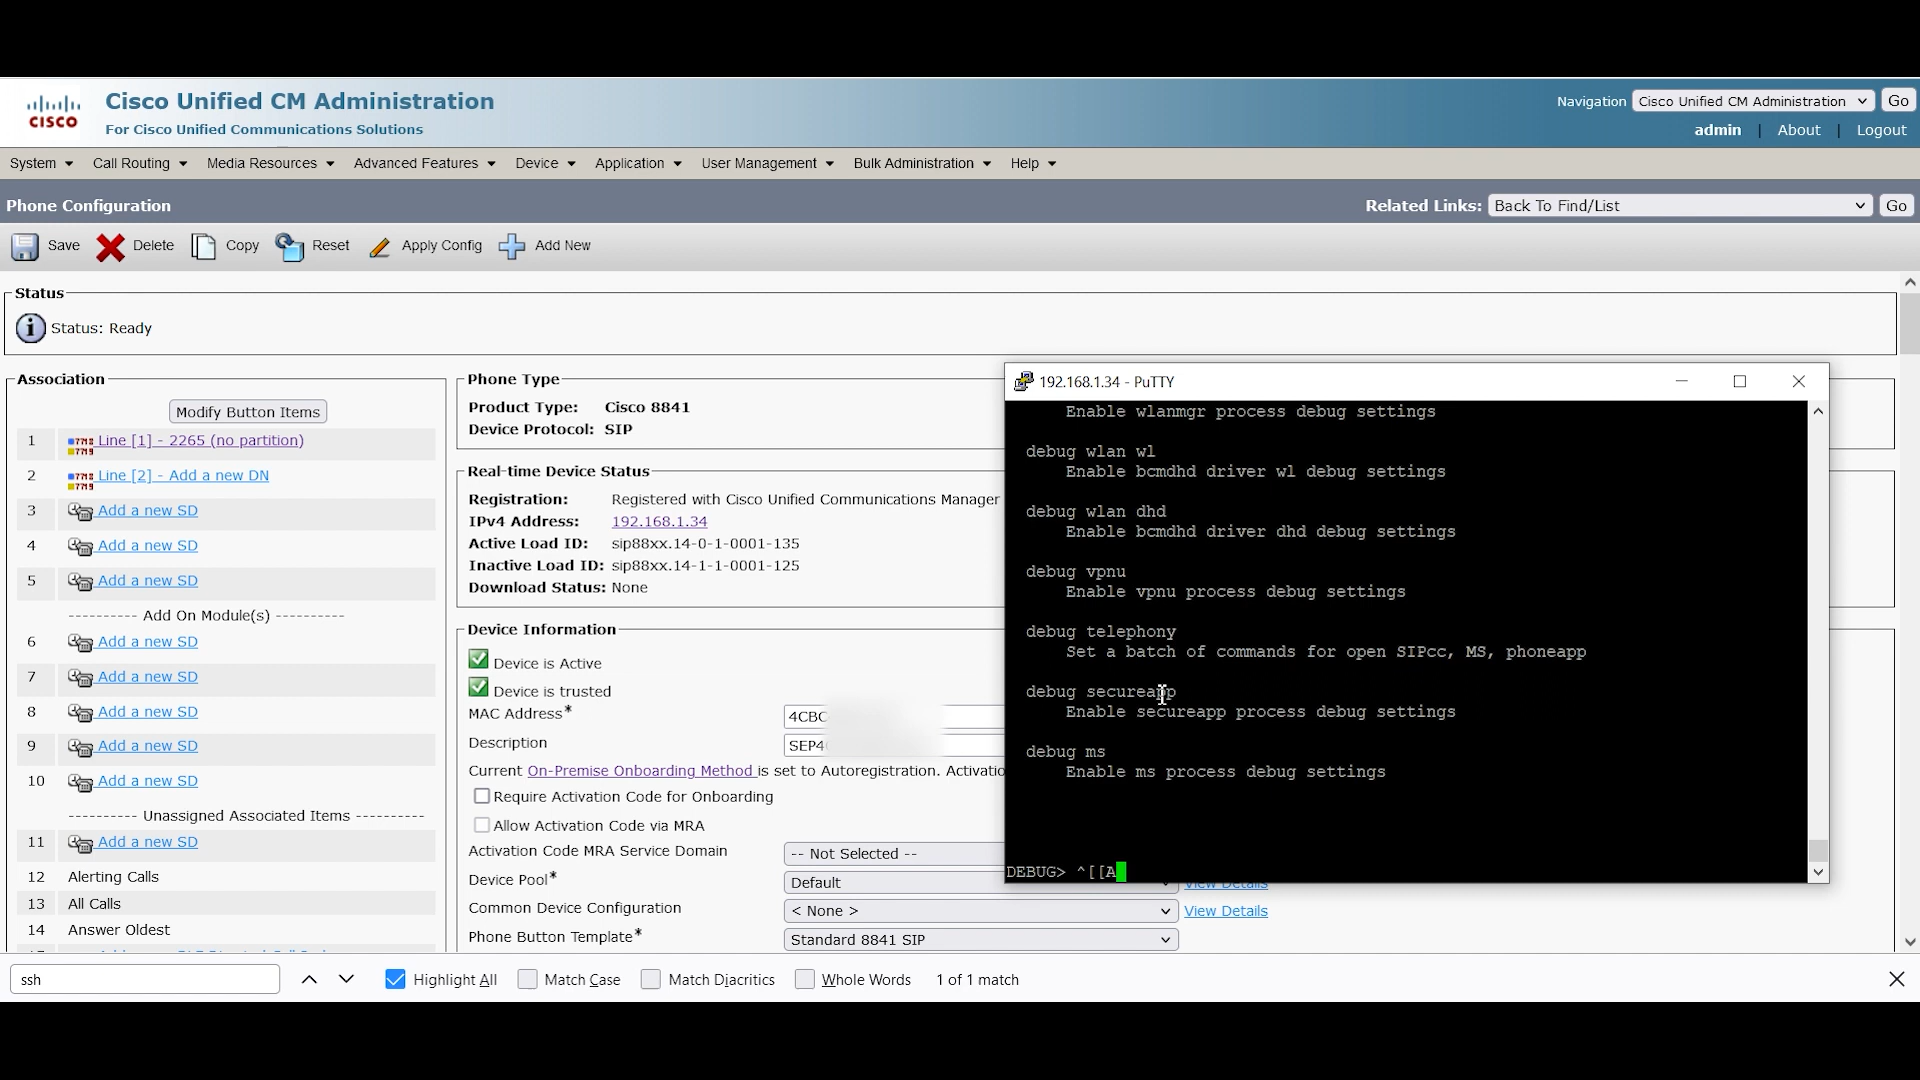 Cisco Unified CM Administration
For Cisco Unified Communications Solutions
CISCO
Navigation Cisco Unified CM Administration Go
admin | About | Logout
System Call Routing Media Resources Advanced Features Device Application User Management Bulk Administration Help
Phone Configuration
Related Links: Back To Find/List Go
Save Delete Copy Reset Apply Config Add New
Status
Status: Ready
Association
Modify Button Items
1 Line [1] - 2265 (no partition)
2 Line [2] - Add a new DN
3 Add a new SD
4 Add a new SD
5 Add a new SD
---------- Add On Module(s) ----------
6 Add a new SD
7 Add a new SD
8 Add a new SD
9 Add a new SD
10 Add a new SD
---------- Unassigned Associated Items ----------
11 Add a new SD
12 Alerting Calls
13 All Calls
14 Answer Oldest
Phone Type
Product Type: Cisco 8841
Device Protocol: SIP
Real-time Device Status
Registration: Registered with Cisco Unified Communications Manager
IPv4 Address: 192.168.1.34
Active Load ID: sip88xx.14-0-1-0001-135
Inactive Load ID: sip88xx.14-1-1-0001-125
Download Status: None
Device Information
Device is Active
Device is trusted
MAC Address* 4CBC
Description SEP4
Current On-Premise Onboarding Method is set to Autoregistration. Activatio
Require Activation Code for Onboarding
Allow Activation Code via MRA
Activation Code MRA Service Domain -- Not Selected --
Device Pool* Default View Details
Common Device Configuration < None > View Details
Phone Button Template* Standard 8841 SIP
192.168.1.34 - PuTTY
Enable wlanmgr process debug settings
debug wlan wl
Enable bcmdhd driver wl debug settings
debug wlan dhd
Enable bcmdhd driver dhd debug settings
debug vpnu
Enable vpnu process debug settings
debug telephony
Set a batch of commands for open SIPcc, MS, phoneapp
debug secureapp
Enable secureapp process debug settings
debug ms
Enable ms process debug settings
DEBUG> ^[[A
ssh Highlight All Match Case Match Diacritics Whole Words 1 of 1 match